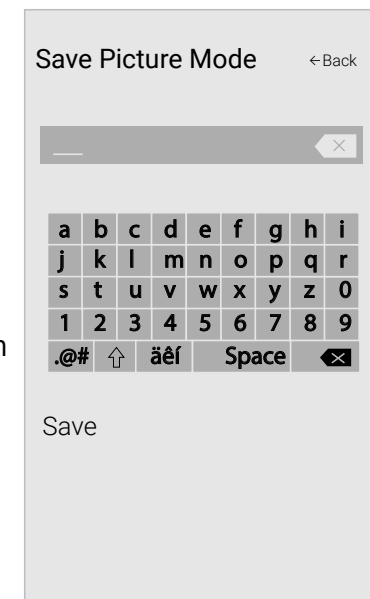 Save Picture Mode ←Back
a b c d e f g h i
j k l m n o p q r
s t u v w x y z 0
1 2 3 4 5 6 7 8 9
.@# äêí Space
Save